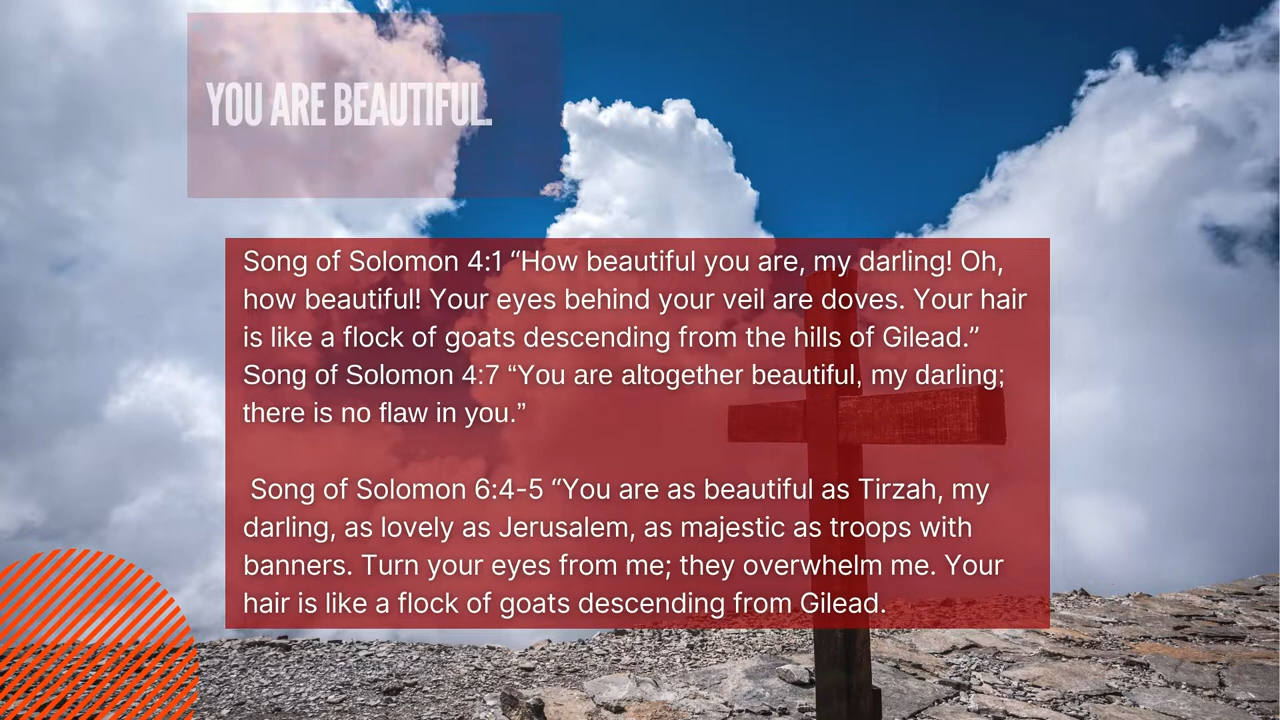 YOU ARE BEAUTIFUL.
Song of Solomon 4:1 “How beautiful you are, my darling! Oh,
how beautiful! Your eyes behind your veil are doves. Your hair
is like a flock of goats descending from the hills of Gilead.”
Song of Solomon 4:7 “You are altogether beautiful, my darling;
there is no flaw in you.”
Song of Solomon 6:4-5 “You are as beautiful as Tirzah, my
darling, as lovely as Jerusalem, as majestic as troops with
banners. Turn your eyes from me; they overwhelm me. Your
hair is like a flock of goats descending from Gilead.